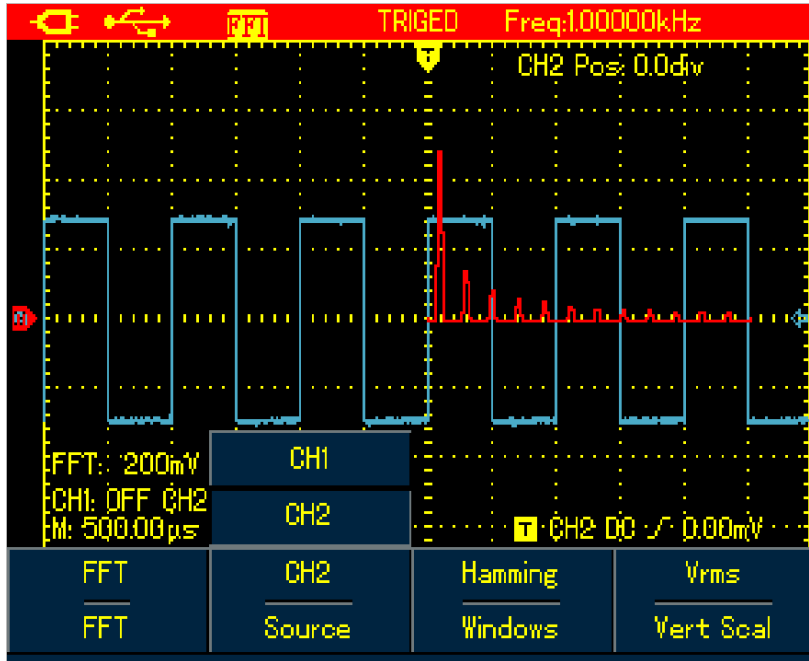 FFT TRIGED Freq:1.00000kHz
T
CH2 Pos: 0.0div
FFT: 200mV
CH1: OFF CH2
M: 500.00μs
CH1
CH2
T CH2 DC 0.00mV
FFT CH2 Hamming Vrms
FFT Source Windows Vert Scal